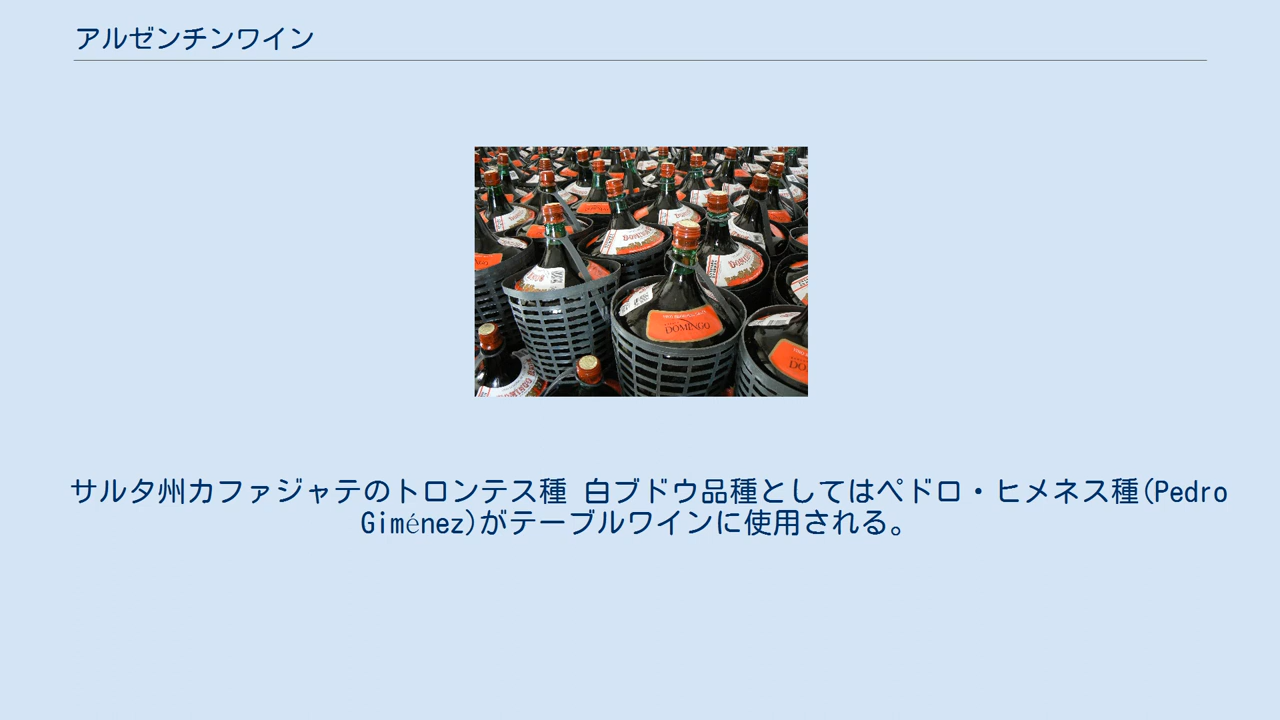 アルゼンチンワイン
DOMINGO
サルタ州カファジャテのトロンテス種 白ブドウ品種としてはペドロ・ヒメネス種(Pedro
Giménez)がテーブルワインに使用される。